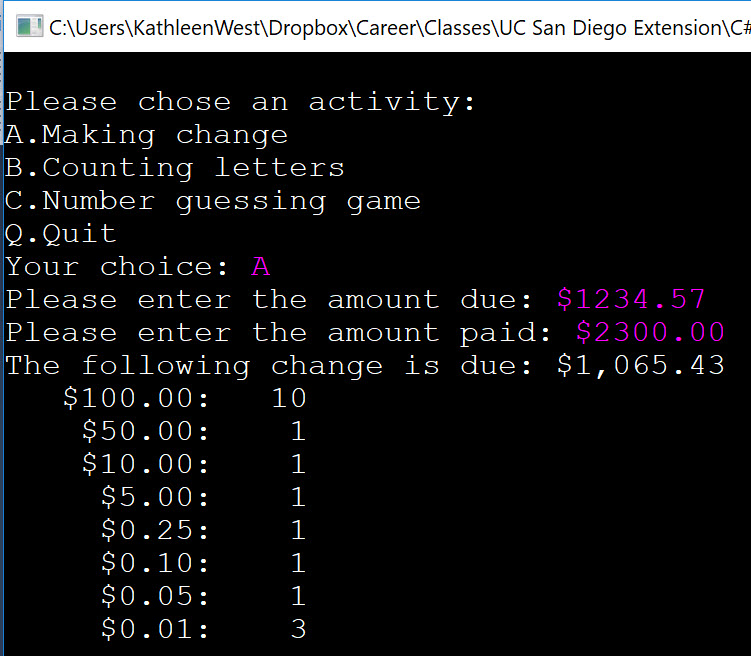 C:\Users\KathleenWest\Dropbox\Career\Classes\UC San Diego Extension\C#
Please chose an activity:
A.Making change
B.Counting letters
C.Number guessing game
Q.Quit
Your choice: A
Please enter the amount due: $1234.57
Please enter the amount paid: $2300.00
The following change is due: $1,065.43
$100.00: 10
$50.00: 1
$10.00: 1
$5.00: 1
$0.25: 1
$0.10: 1
$0.05: 1
$0.01: 3